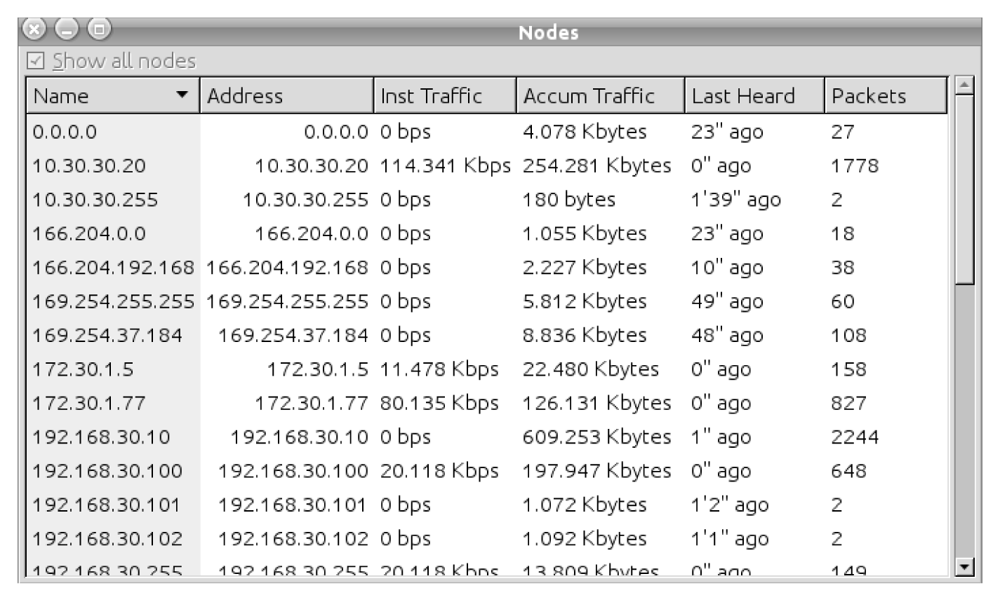 Nodes
Show all nodes
Name Address Inst Traffic Accum Traffic Last Heard Packets
0.0.0.0 0.0.0.0 0 bps 4.078 Kbytes 23" ago 27
10.30.30.20 10.30.30.20 114.341 Kbps 254.281 Kbytes 0" ago 1778
10.30.30.255 10.30.30.255 0 bps 180 bytes 1'39" ago 2
166.204.0.0 166.204.0.0 0 bps 1.055 Kbytes 23" ago 18
166.204.192.168 166.204.192.168 0 bps 2.227 Kbytes 10" ago 38
169.254.255.255 169.254.255.255 0 bps 5.812 Kbytes 49" ago 60
169.254.37.184 169.254.37.184 0 bps 8.836 Kbytes 48" ago 108
172.30.1.5 172.30.1.5 11.478 Kbps 22.480 Kbytes 0" ago 158
172.30.1.77 172.30.1.77 80.135 Kbps 126.131 Kbytes 0" ago 827
192.168.30.10 192.168.30.10 0 bps 609.253 Kbytes 1" ago 2244
192.168.30.100 192.168.30.100 20.118 Kbps 197.947 Kbytes 0" ago 648
192.168.30.101 192.168.30.101 0 bps 1.072 Kbytes 1'2" ago 2
192.168.30.102 192.168.30.102 0 bps 1.092 Kbytes 1'1" ago 2
192.168.30.255 192.168.30.255 20.118 Kbps 13.809 Kbytes 0" ago 149